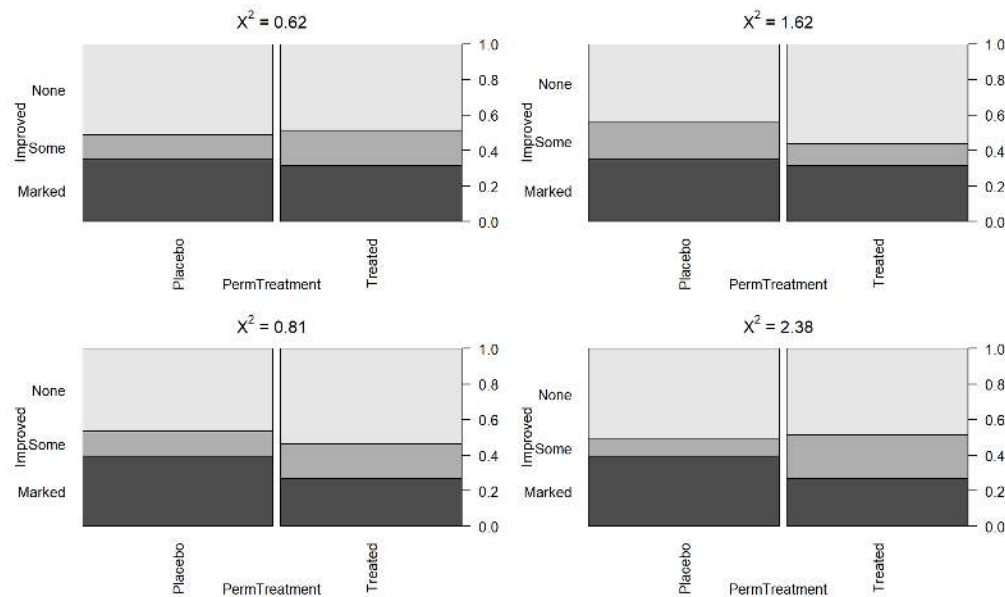 X² = 0.62
Improved
None
Some
Marked
1.0
0.8
0.6
0.4
0.2
0.0
Placebo
Treated
PermTreatment
X² = 1.62
Improved
None
Some
Marked
1.0
0.8
0.6
0.4
0.2
0.0
Placebo
Treated
PermTreatment
X² = 0.81
Improved
None
Some
Marked
1.0
0.8
0.6
0.4
0.2
0.0
Placebo
Treated
PermTreatment
X² = 2.38
Improved
None
Some
Marked
1.0
0.8
0.6
0.4
0.2
0.0
Placebo
Treated
PermTreatment